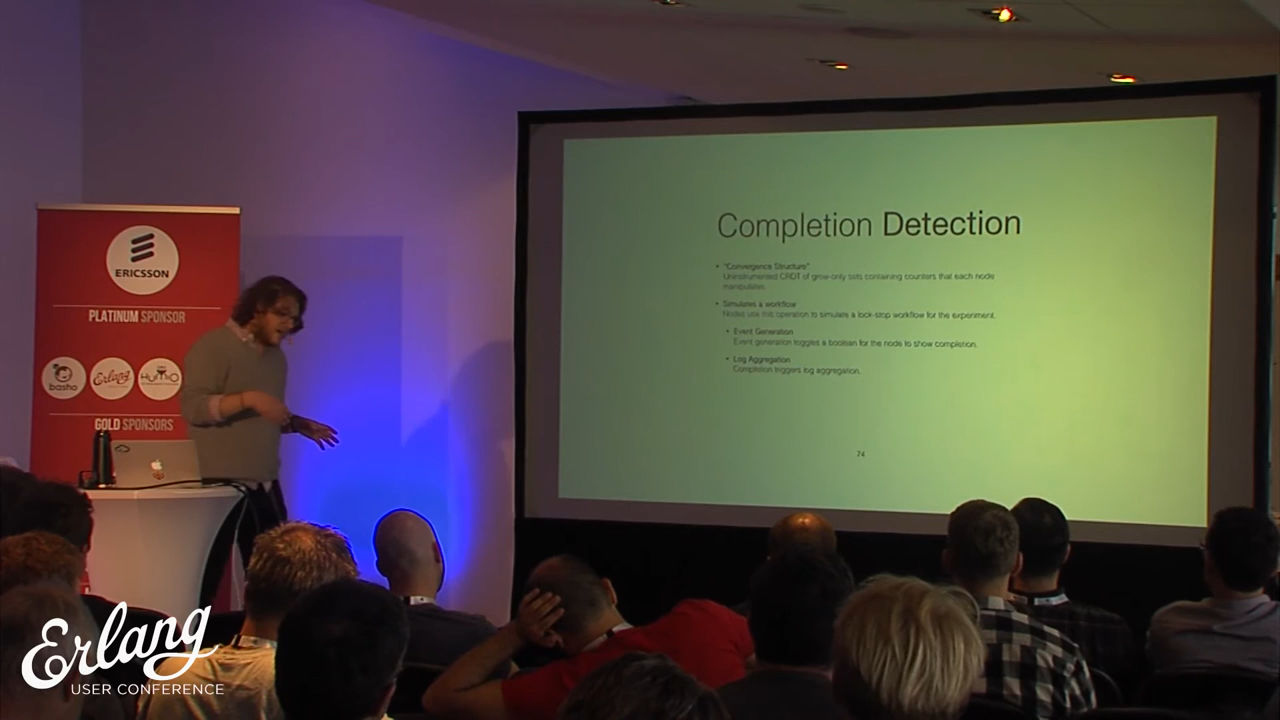 ERICSSON
PLATINUM SPONSOR
basho
Erlang
GOLD SPONSORS
Completion Detection
• "Convergence Structure"
Uninstrumented CRDT of grow-only sets containing counters that each node
manipulates.
• Simulates a workflow
Nodes use this operation to simulate a lock-stop workflow for the experiment.
• Event Generation
Event generation toggles a boolean for the node to show completion.
• Log Aggregation
Completion triggers log aggregation.
74
Erlang
USER CONFERENCE